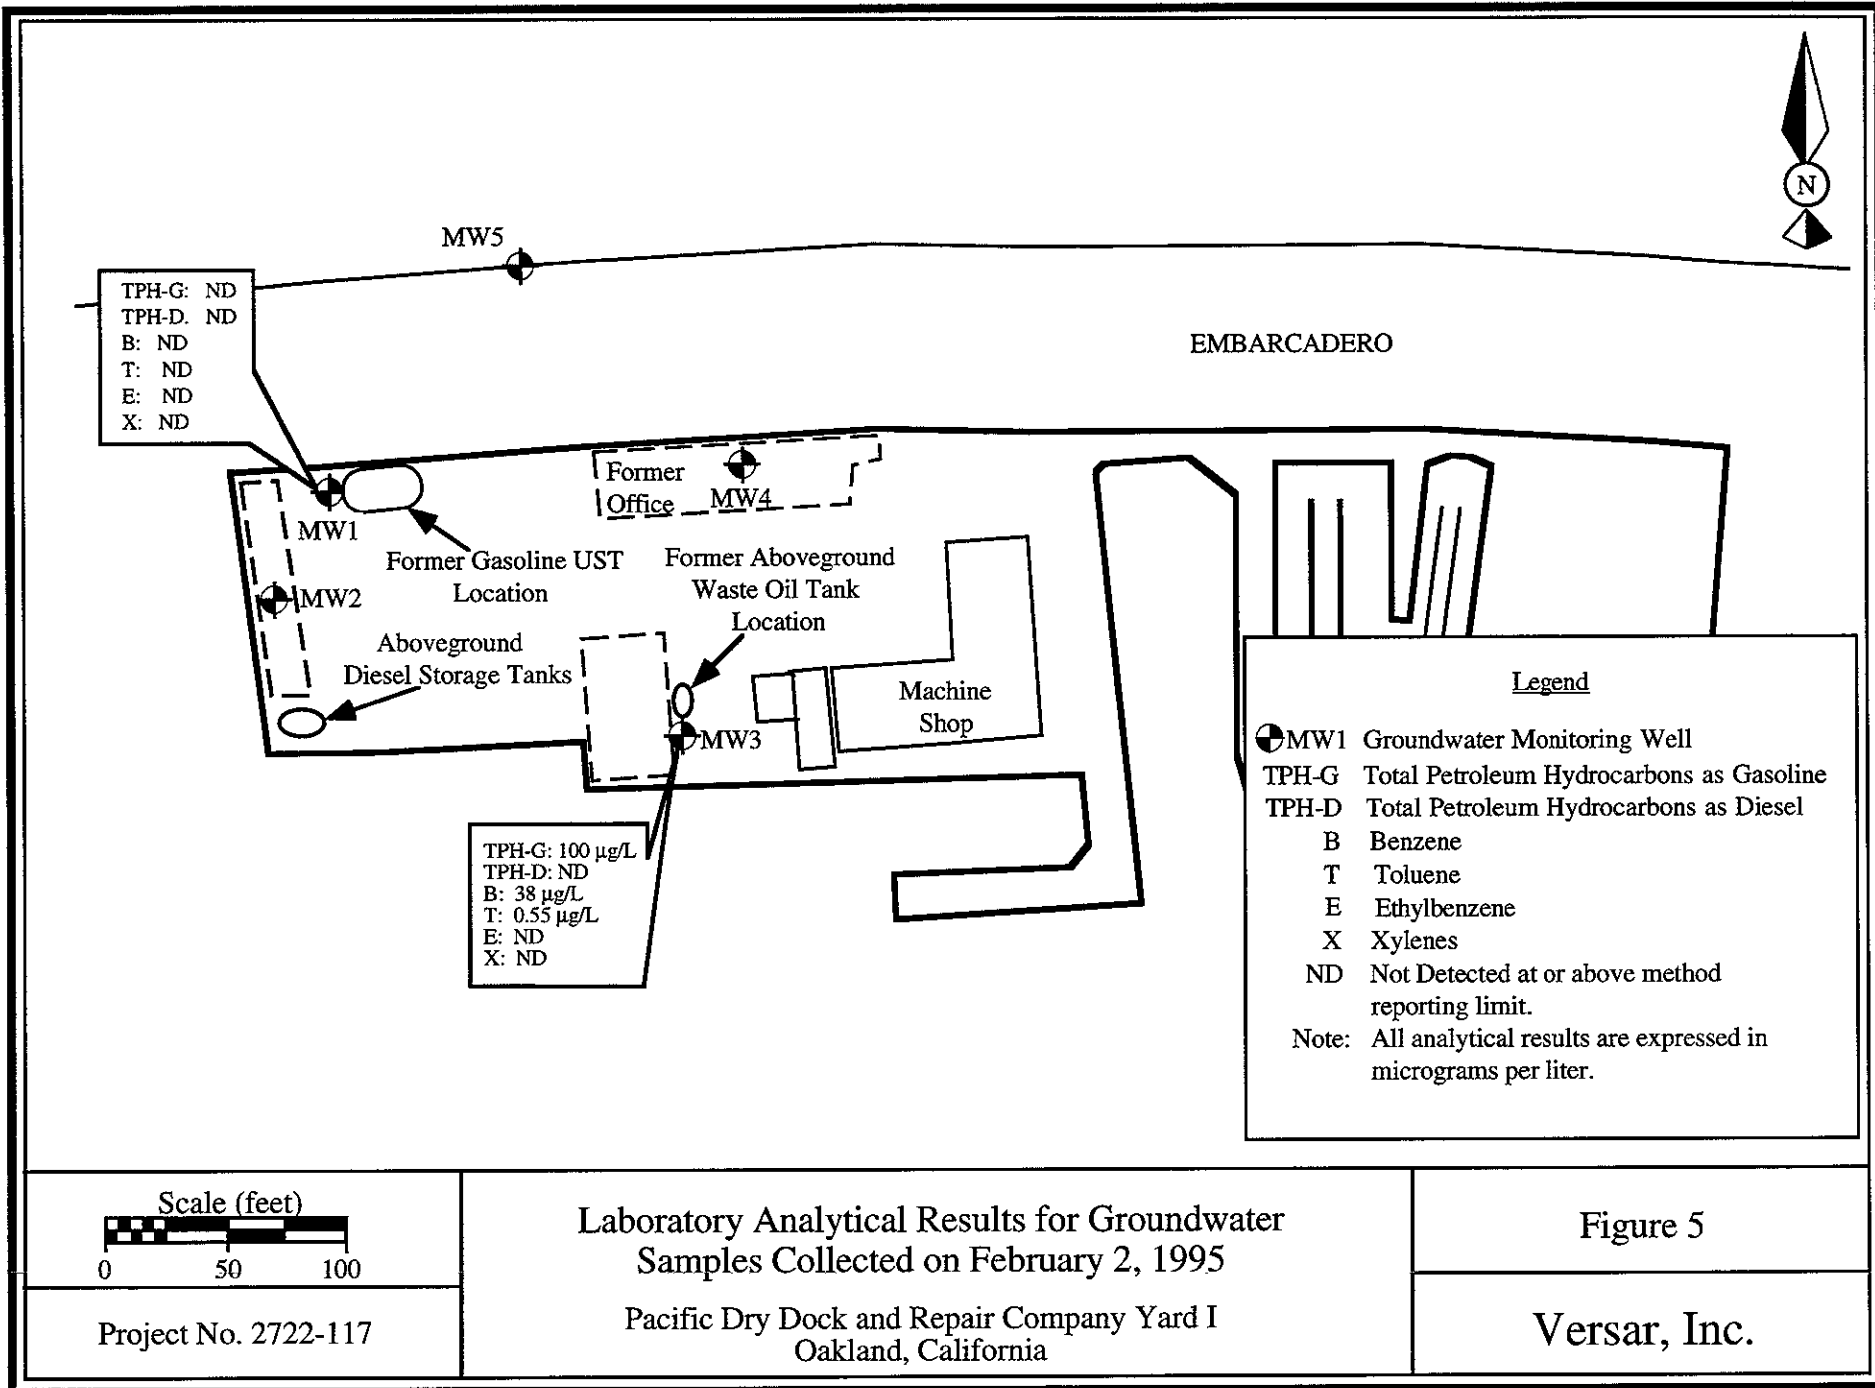 N
MW5
TPH-G: ND
TPH-D. ND
B: ND
T: ND
E: ND
X: ND
EMBARCADERO
Former
Office
MW4
MW1
Former Gasoline UST
Location
Former Aboveground
Waste Oil Tank
Location
MW2
Aboveground
Diesel Storage Tanks
Machine
Shop
MW3
TPH-G: 100 µg/L
TPH-D: ND
B: 38 µg/L
T: 0.55 µg/L
E: ND
X: ND
Legend
MW1 Groundwater Monitoring Well
TPH-G Total Petroleum Hydrocarbons as Gasoline
TPH-D Total Petroleum Hydrocarbons as Diesel
B Benzene
T Toluene
E Ethylbenzene
X Xylenes
ND Not Detected at or above method
reporting limit.
Note: All analytical results are expressed in
micrograms per liter.
Scale (feet)
0 50 100
Project No. 2722-117
Laboratory Analytical Results for Groundwater
Samples Collected on February 2, 1995
Pacific Dry Dock and Repair Company Yard I
Oakland, California
Figure 5
Versar, Inc.